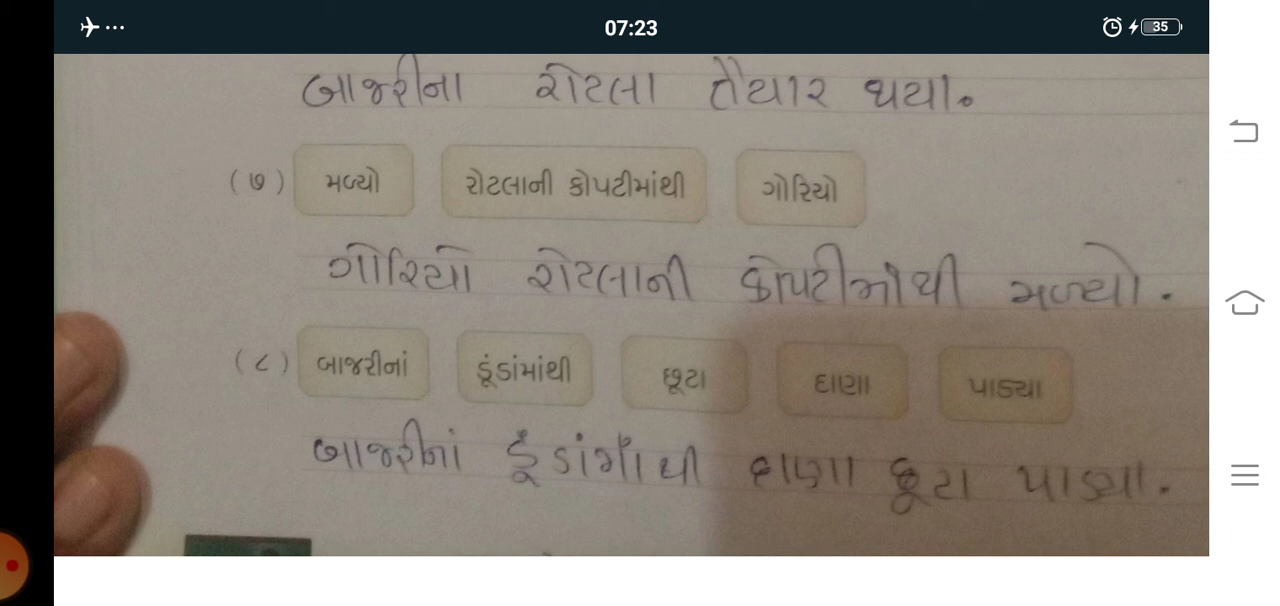 07:23
35
બાજરીના રોટલા તૈયાર થયા.
(૭) મળ્યો રોટલાની કોપટીમાંથી ગોરિયો
ગોરિયો રોટલાની કોપટીમાંથી મળ્યો.
(૮) બાજરીનાં ડૂંડાંમાંથી છૂટા દાણા પાડ્યા
બાજરીનાં ડૂંડાંમાંથી દાણા છૂટા પાડ્યા.